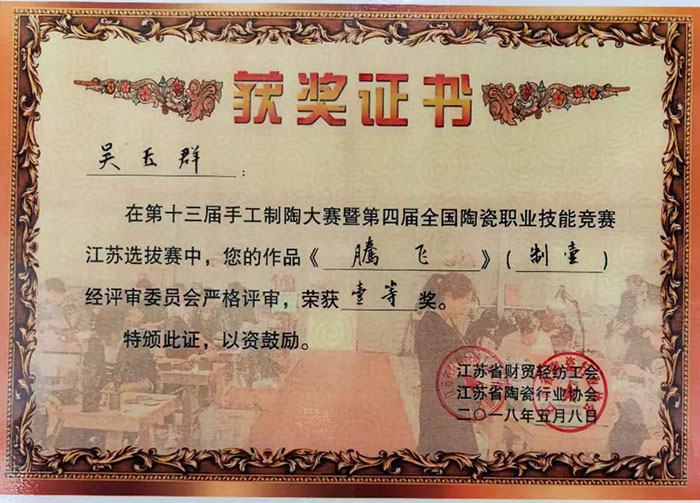 获奖证书
吴玉群：
在第十三届手工制陶大赛暨第四届全国陶瓷职业技能竞赛
江苏选拔赛中，您的作品《腾飞》（制壶）
经评审委员会严格评审，荣获壹等奖。
特颁此证，以资鼓励。
江苏省财贸轻纺工会
江苏省陶瓷行业协会
二〇一八年五月八日